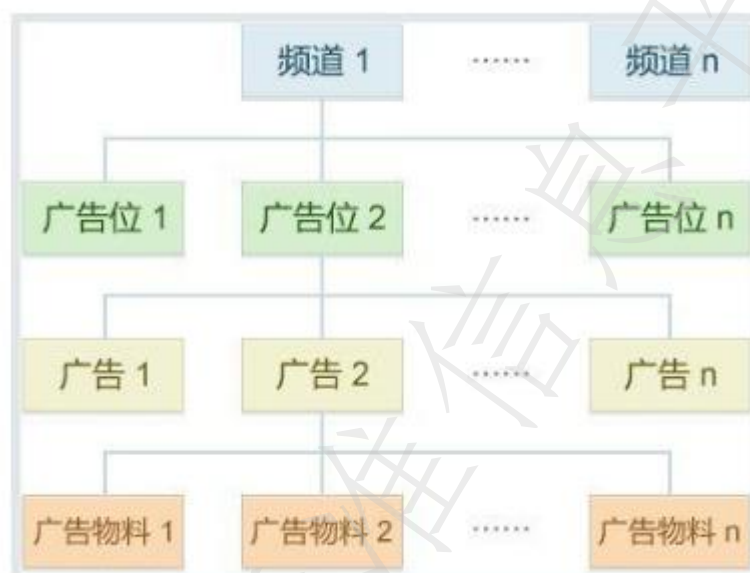 频道 1 …… 频道 n
广告位 1 广告位 2 …… 广告位 n
广告 1 广告 2 …… 广告 n
广告物料 1 广告物料 2 …… 广告物料 n